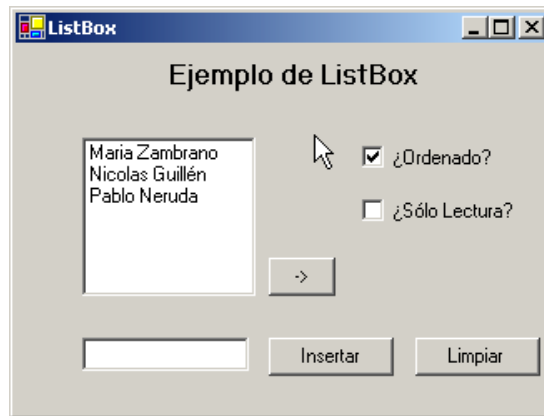 ListBox
Ejemplo de ListBox
Maria Zambrano
Nicolas Guillén
Pablo Neruda
¿Ordenado?
¿Sólo Lectura?
->
Insertar
Limpiar